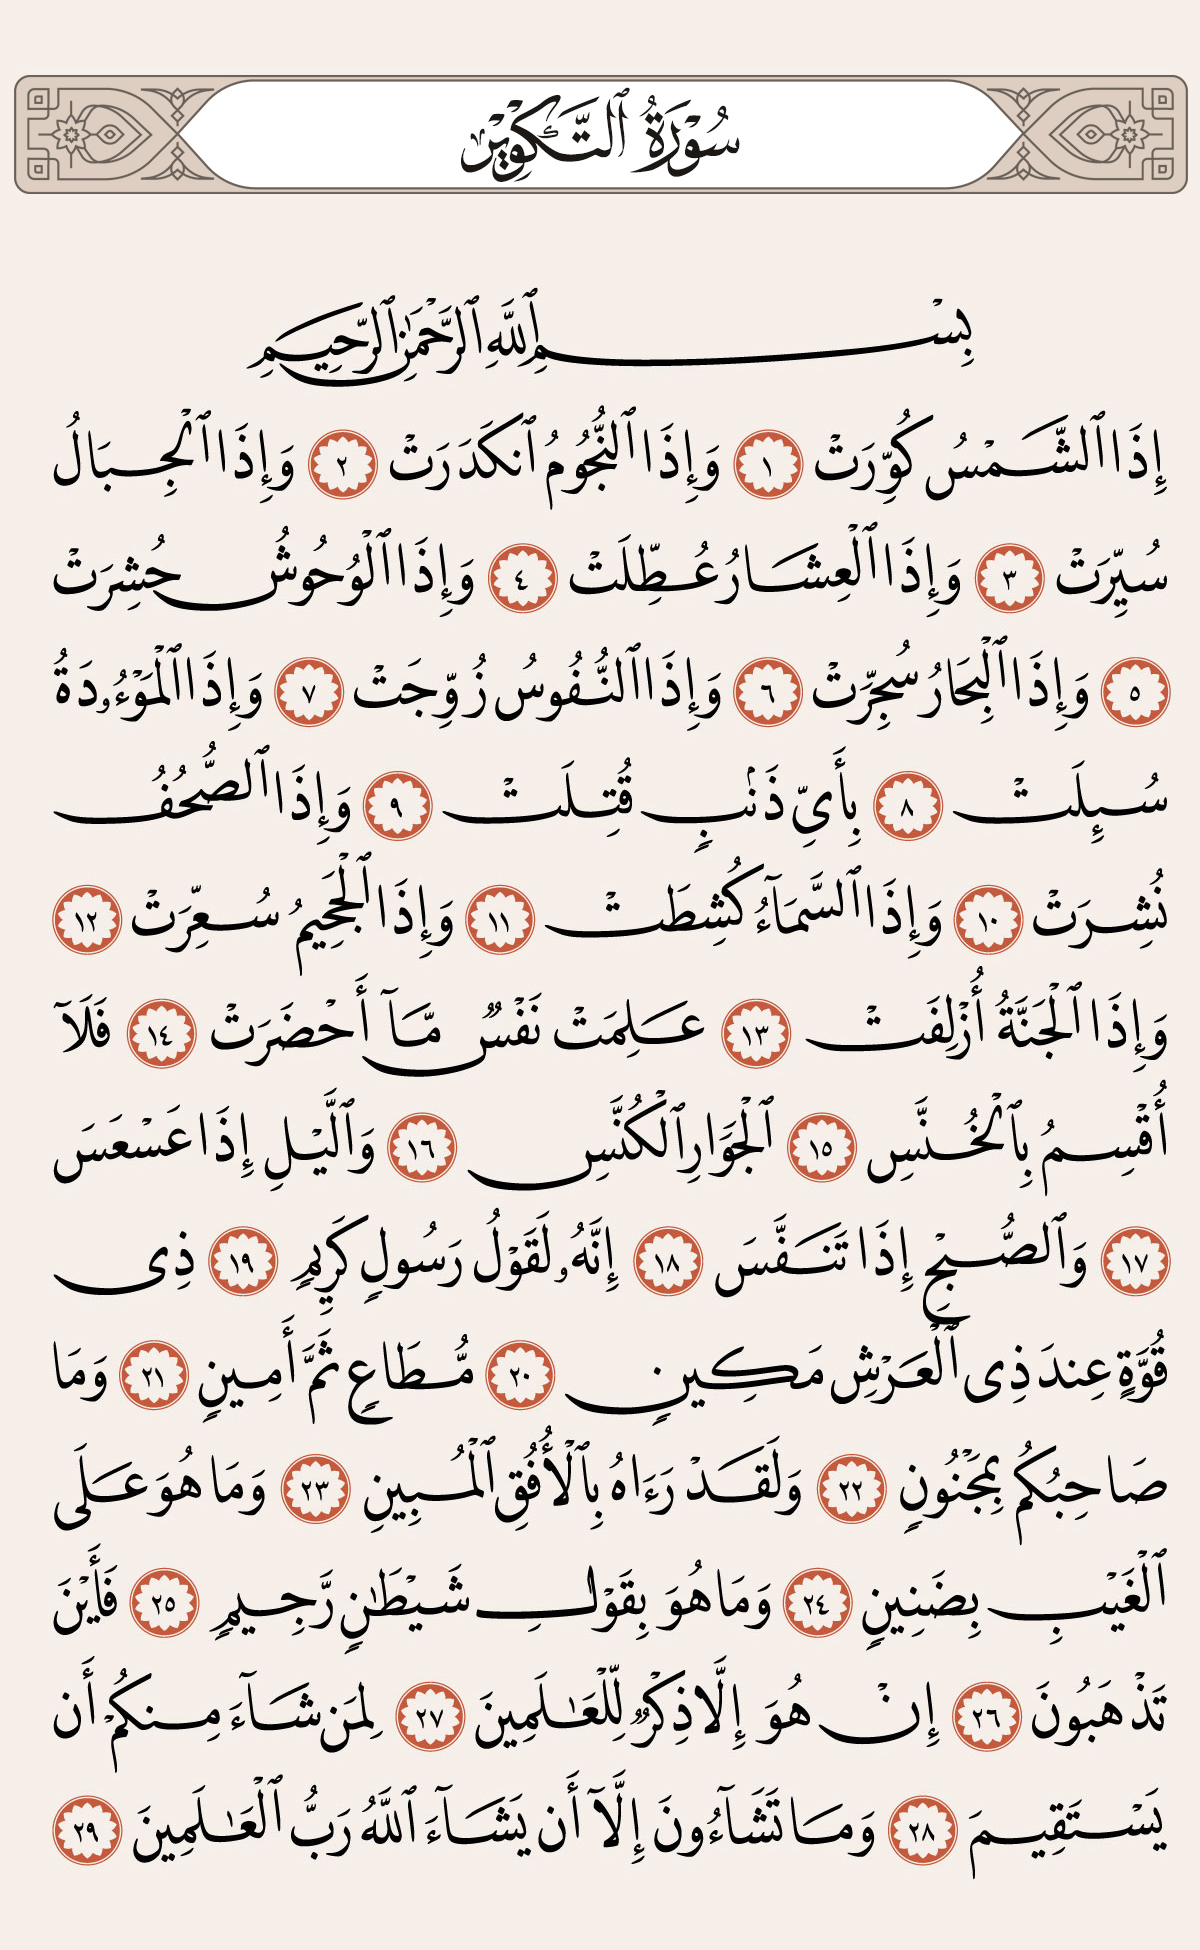 سُورَةُ ٱلتَّكْوِيرِ
بِسْمِ ٱللَّهِ ٱلرَّحْمَٰنِ ٱلرَّحِيمِ
إِذَا ٱلشَّمْسُ كُوِّرَتْ ١ وَإِذَا ٱلنُّجُومُ ٱنكَدَرَتْ ٢ وَإِذَا ٱلْجِبَالُ
سُيِّرَتْ ٣ وَإِذَا ٱلْعِشَارُ عُطِّلَتْ ٤ وَإِذَا ٱلْوُحُوشُ حُشِرَتْ
٥ وَإِذَا ٱلْبِحَارُ سُجِّرَتْ ٦ وَإِذَا ٱلنُّفُوسُ زُوِّجَتْ ٧ وَإِذَا ٱلْمَوْءُۥدَةُ
سُئِلَتْ ٨ بِأَىِّ ذَنۢبٍ قُتِلَتْ ٩ وَإِذَا ٱلصُّحُفُ
نُشِرَتْ ١٠ وَإِذَا ٱلسَّمَآءُ كُشِطَتْ ١١ وَإِذَا ٱلْجَحِيمُ سُعِّرَتْ ١٢
وَإِذَا ٱلْجَنَّةُ أُزْلِفَتْ ١٣ عَلِمَتْ نَفْسٌ مَّآ أَحْضَرَتْ ١٤ فَلَآ
أُقْسِمُ بِٱلْخُنَّسِ ١٥ ٱلْجَوَارِ ٱلْكُنَّسِ ١٦ وَٱلَّيْلِ إِذَا عَسْعَسَ
١٧ وَٱلصُّبْحِ إِذَا تَنَفَّسَ ١٨ إِنَّهُۥ لَقَوْلُ رَسُولٍ كَرِيمٍ ١٩ ذِى
قُوَّةٍ عِندَ ذِى ٱلْعَرْشِ مَكِينٍ ٢٠ مُّطَاعٍ ثَمَّ أَمِينٍ ٢١ وَمَا
صَاحِبُكُم بِمَجْنُونٍ ٢٢ وَلَقَدْ رَءَاهُ بِٱلْأُفُقِ ٱلْمُبِينِ ٢٣ وَمَا هُوَ عَلَى
ٱلْغَيْبِ بِضَنِينٍ ٢٤ وَمَا هُوَ بِقَوْلِ شَيْطَٰنٍ رَّجِيمٍ ٢٥ فَأَيْنَ
تَذْهَبُونَ ٢٦ إِنْ هُوَ إِلَّا ذِكْرٌ لِّلْعَٰلَمِينَ ٢٧ لِمَن شَآءَ مِنكُمْ أَن
يَسْتَقِيمَ ٢٨ وَمَا تَشَآءُونَ إِلَّآ أَن يَشَآءَ ٱللَّهُ رَبُّ ٱلْعَٰلَمِينَ ٢٩